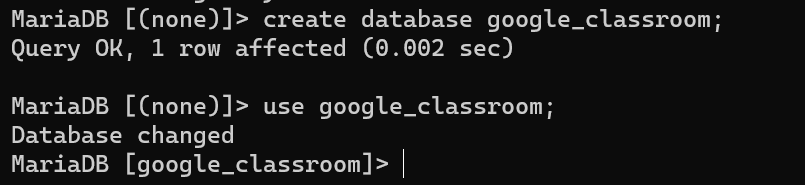 MariaDB [(none)]> create database google_classroom;
Query OK, 1 row affected (0.002 sec)
MariaDB [(none)]> use google_classroom;
Database changed
MariaDB [google_classroom]>